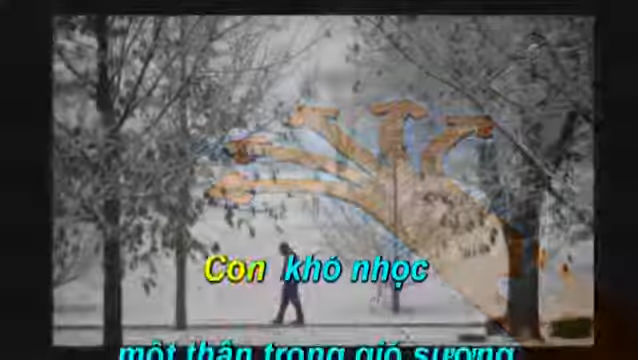 Con khó nhọc
một thân trong gió sương